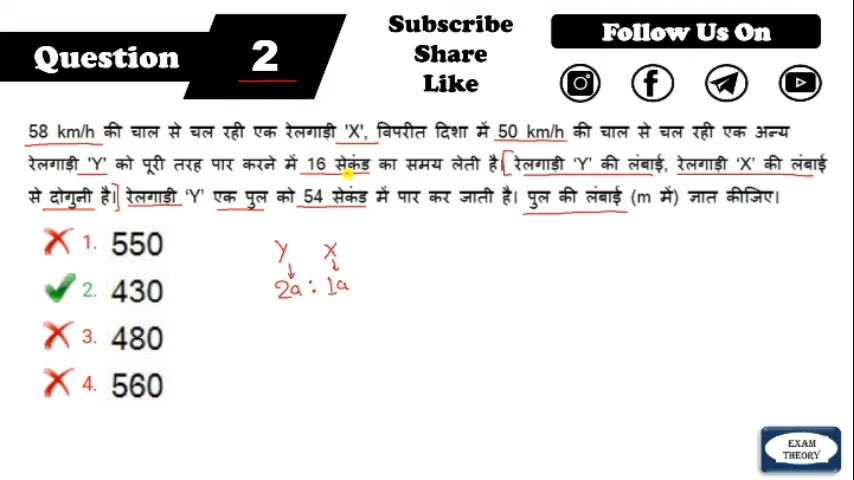 Question 2
Subscribe
Share
Like
Follow Us On
58 km/h की चाल से चल रही एक रेलगाड़ी 'X', विपरीत दिशा में 50 km/h की चाल से चल रही एक अन्य
रेलगाड़ी 'Y' को पूरी तरह पार करने में 16 सेकंड का समय लेती है। रेलगाड़ी 'Y' की लंबाई, रेलगाड़ी 'X' की लंबाई
से दोगुनी है। रेलगाड़ी 'Y' एक पुल को 54 सेकंड में पार कर जाती है। पुल की लंबाई (m में) ज्ञात कीजिए।
1. 550
2. 430
3. 480
4. 560
Y X
2a : 1a
EXAM
THEORY